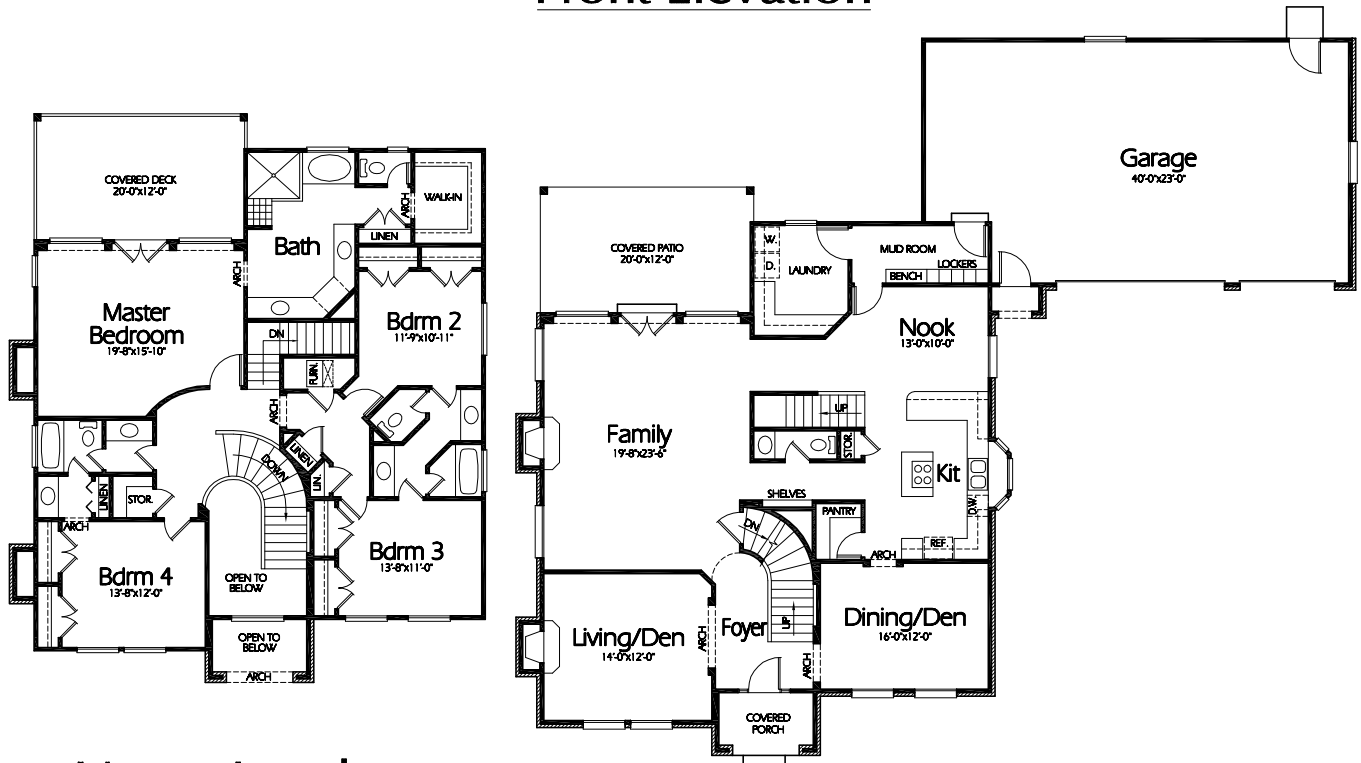 Front Elevation
COVERED DECK
20'-0"x12'-0"
Bath
ARCH
WALK-IN
LINEN
ARCH
Master
Bedroom
19'-8"x15'-10"
Bdrm 2
11'-9"x10'-11"
DN
FURN.
ARCH
LINEN
LIN.
DOWN
LINEN
STOR.
ARCH
Bdrm 4
13'-8"x12'-0"
OPEN TO
BELOW
Bdrm 3
13'-8"x11'-0"
OPEN TO
BELOW
ARCH
Garage
40'-0"x23'-0"
COVERED PATIO
20'-0"x12'-0"
W.
D.
LAUNDRY
MUD ROOM
LOCKERS
BENCH
Nook
13'-0"x10'-0"
UP
STOR.
Family
19'-8"x23'-6"
Kit
D.W.
SHELVES
PANTRY
REF.
DN
ARCH
Living/Den
14'-0"x12'-0"
ARCH
Foyer
UP
ARCH
Dining/Den
16'-0"x12'-0"
COVERED
PORCH